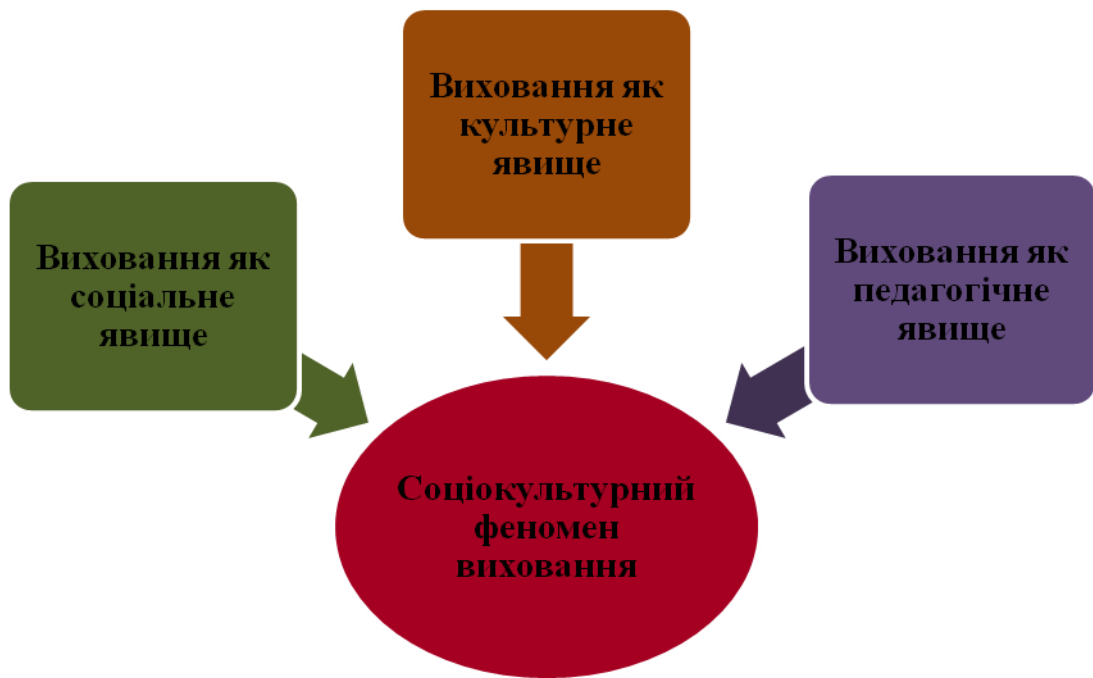 Виховання як
культурне
явище
Виховання як
соціальне
явище
Виховання як
педагогічне
явище
Соціокультурний
феномен
виховання